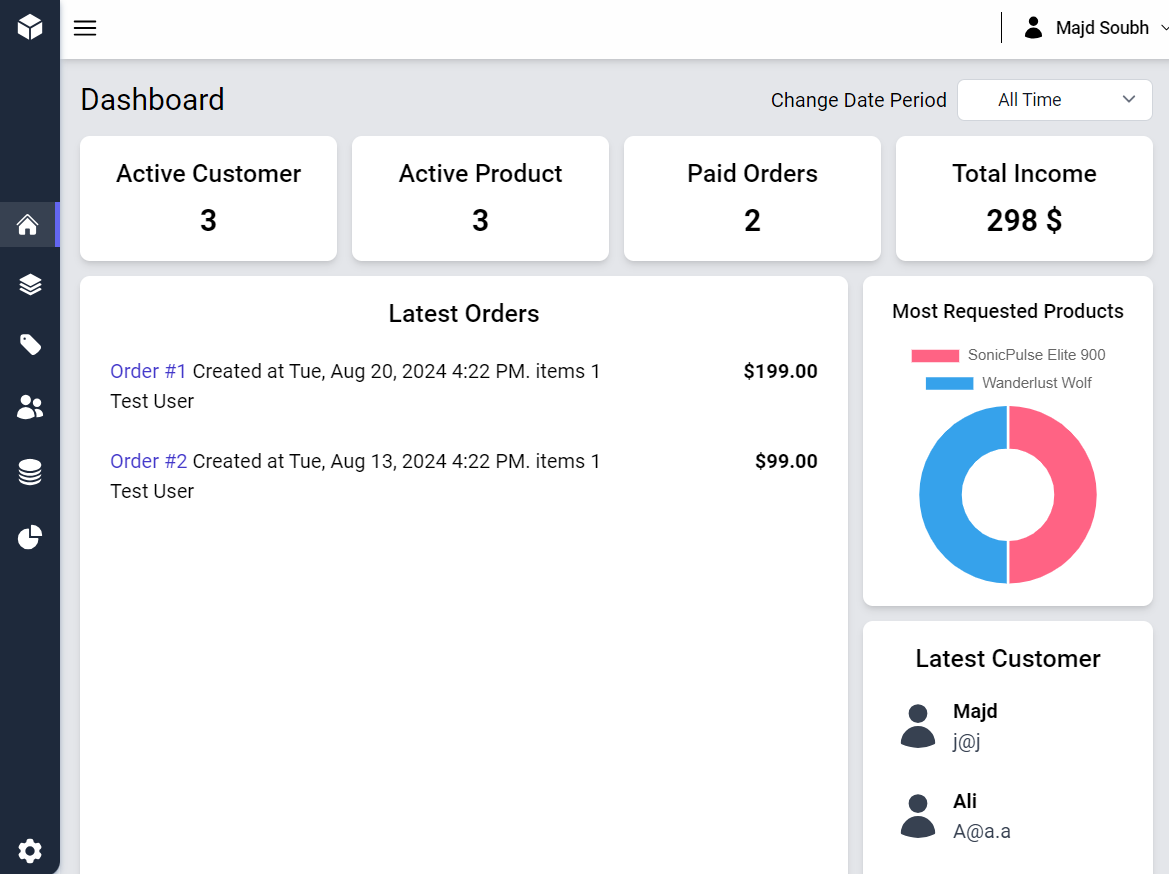 Majd Soubh
Dashboard
Change Date Period
All Time
Active Customer
3
Active Product
3
Paid Orders
2
Total Income
298 $
Latest Orders
Order #1 Created at Tue, Aug 20, 2024 4:22 PM. items 1
$199.00
Test User
Order #2 Created at Tue, Aug 13, 2024 4:22 PM. items 1
$99.00
Test User
Most Requested Products
SonicPulse Elite 900
Wanderlust Wolf
Latest Customer
Majd
j@j
Ali
A@a.a